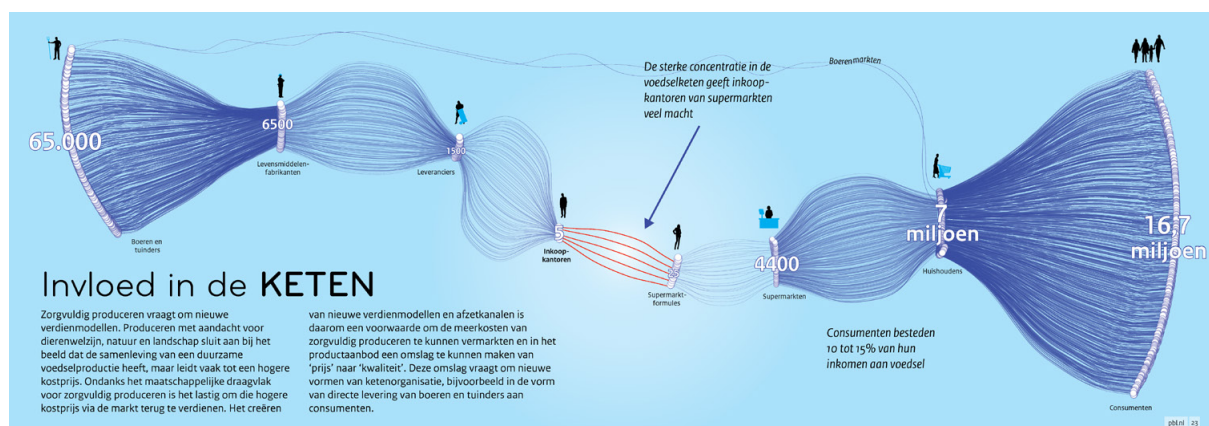 De sterke concentratie in de
voedselketen geeft inkoop-
kantoren van supermarkten
veel macht
Boerenmarkten
65.000
Boeren en
tuinders
6500
Levensmiddelen-
fabrikanten
1500
Leveranciers
5
Inkoop-
kantoren
Supermarkt-
formules
4400
Supermarkten
7
miljoen
Huishoudens
16,7
miljoen
Consumenten
Consumenten besteden
10 tot 15% van hun
inkomen aan voedsel
Invloed in de KETEN
Zorgvuldig produceren vraagt om nieuwe
verdienmodellen. Produceren met aandacht voor
dierenwelzijn, natuur en landschap sluit aan bij het
beeld dat de samenleving van een duurzame
voedselproductie heeft, maar leidt vaak tot een hogere
kostprijs. Ondanks het maatschappelijke draagvlak
voor zorgvuldig produceren is het lastig om die hogere
kostprijs via de markt terug te verdienen. Het creëren
van nieuwe verdienmodellen en afzetkanalen is
daarom een voorwaarde om de meerkosten van
zorgvuldig produceren te kunnen vermarkten en in het
productaanbod een omslag te kunnen maken van
‘prijs’ naar ‘kwaliteit’. Deze omslag vraagt om nieuwe
vormen van ketenorganisatie, bijvoorbeeld in de vorm
van directe levering van boeren en tuinders aan
consumenten.
pbl.nl 23